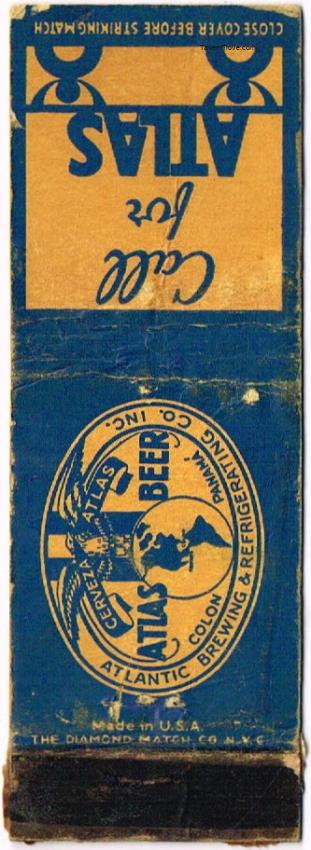 CLOSE COVER BEFORE STRIKING MATCH
Call
for
ATLAS
ATLANTIC BREWING & REFRIGERATING CO. INC.
CERVEZA ATLAS
ATLAS BEER
COLON
PANAMÁ
Made in U.S.A.
THE DIAMOND MATCH CO. N.Y.C.